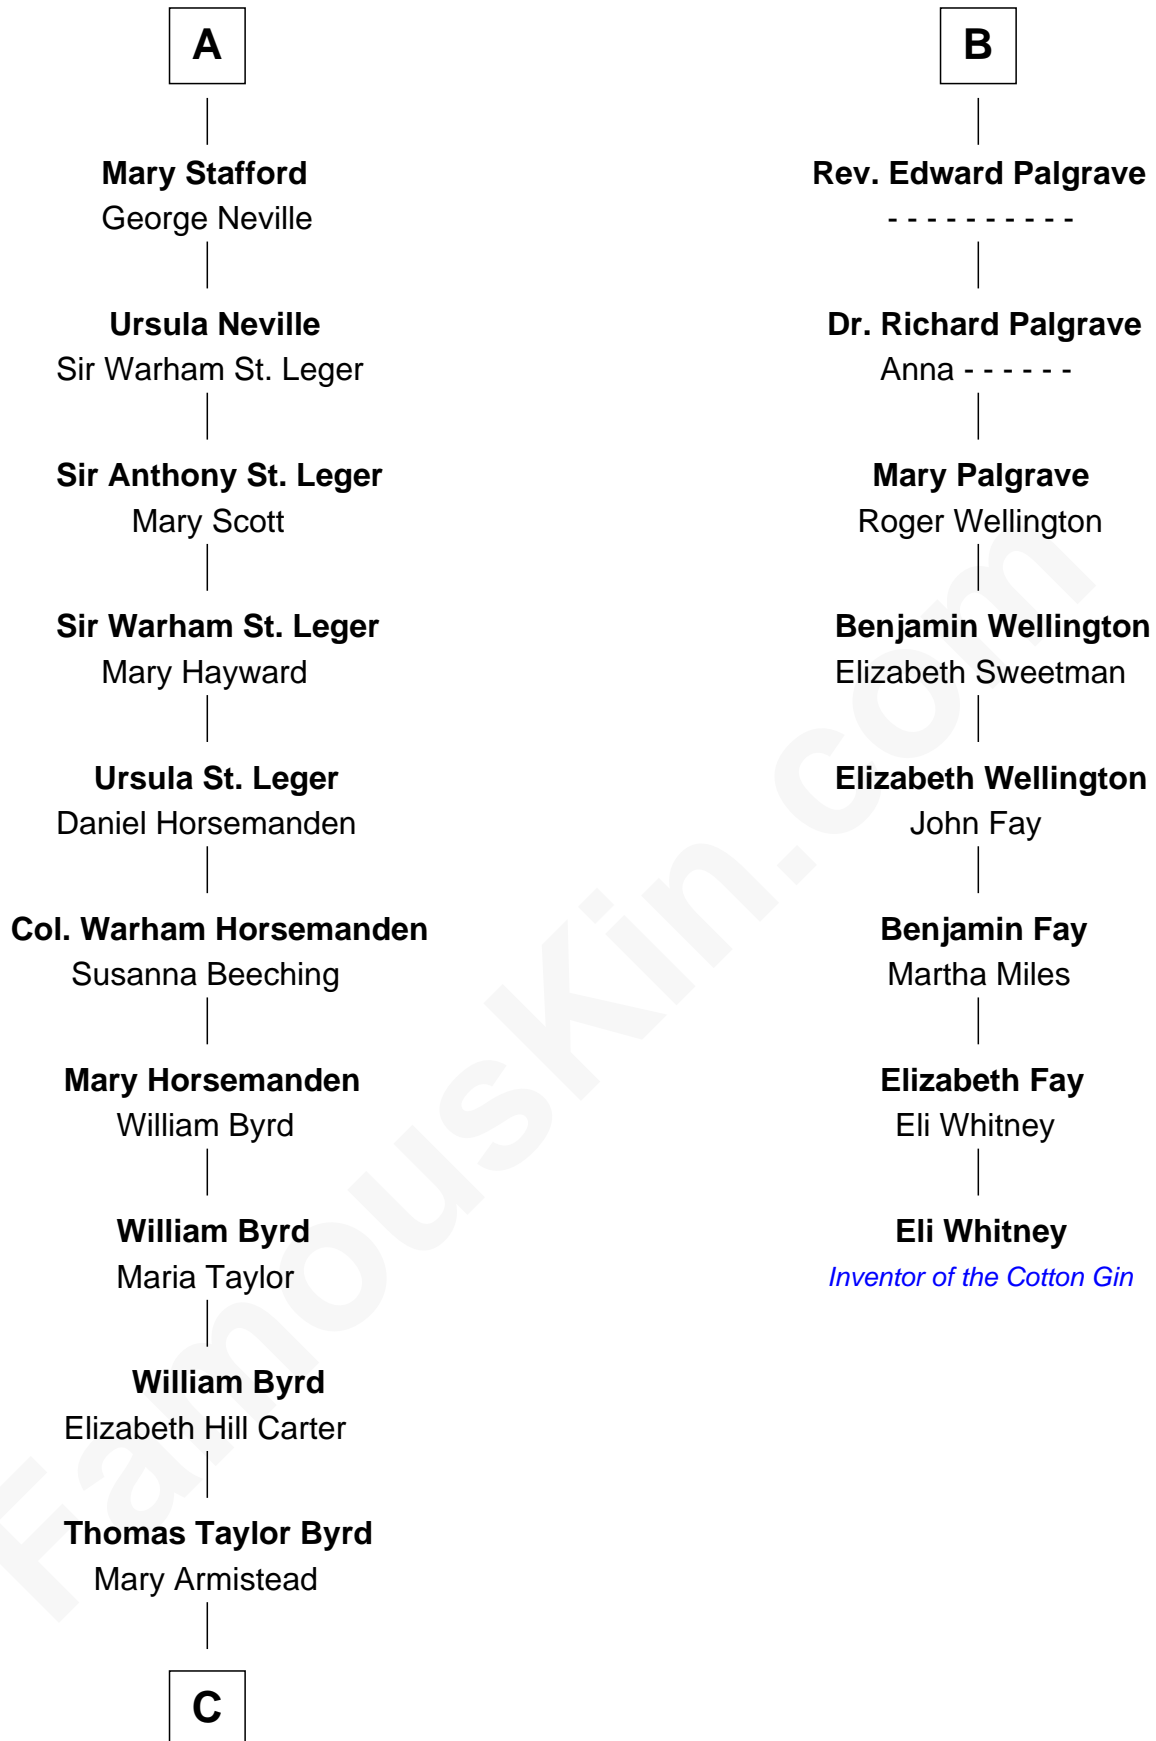 A
Mary Stafford
George Neville
Ursula Neville
Sir Warham St. Leger
Sir Anthony St. Leger
Mary Scott
Sir Warham St. Leger
Mary Hayward
Ursula St. Leger
Daniel Horsemanden
Col. Warham Horsemanden
Susanna Beeching
Mary Horsemanden
William Byrd
William Byrd
Maria Taylor
William Byrd
Elizabeth Hill Carter
Thomas Taylor Byrd
Mary Armistead
C
B
Rev. Edward Palgrave
- - - - - - - - - -
Dr. Richard Palgrave
Anna - - - - - -
Mary Palgrave
Roger Wellington
Benjamin Wellington
Elizabeth Sweetman
Elizabeth Wellington
John Fay
Benjamin Fay
Martha Miles
Elizabeth Fay
Eli Whitney
Eli Whitney
Inventor of the Cotton Gin
FamousKin.com